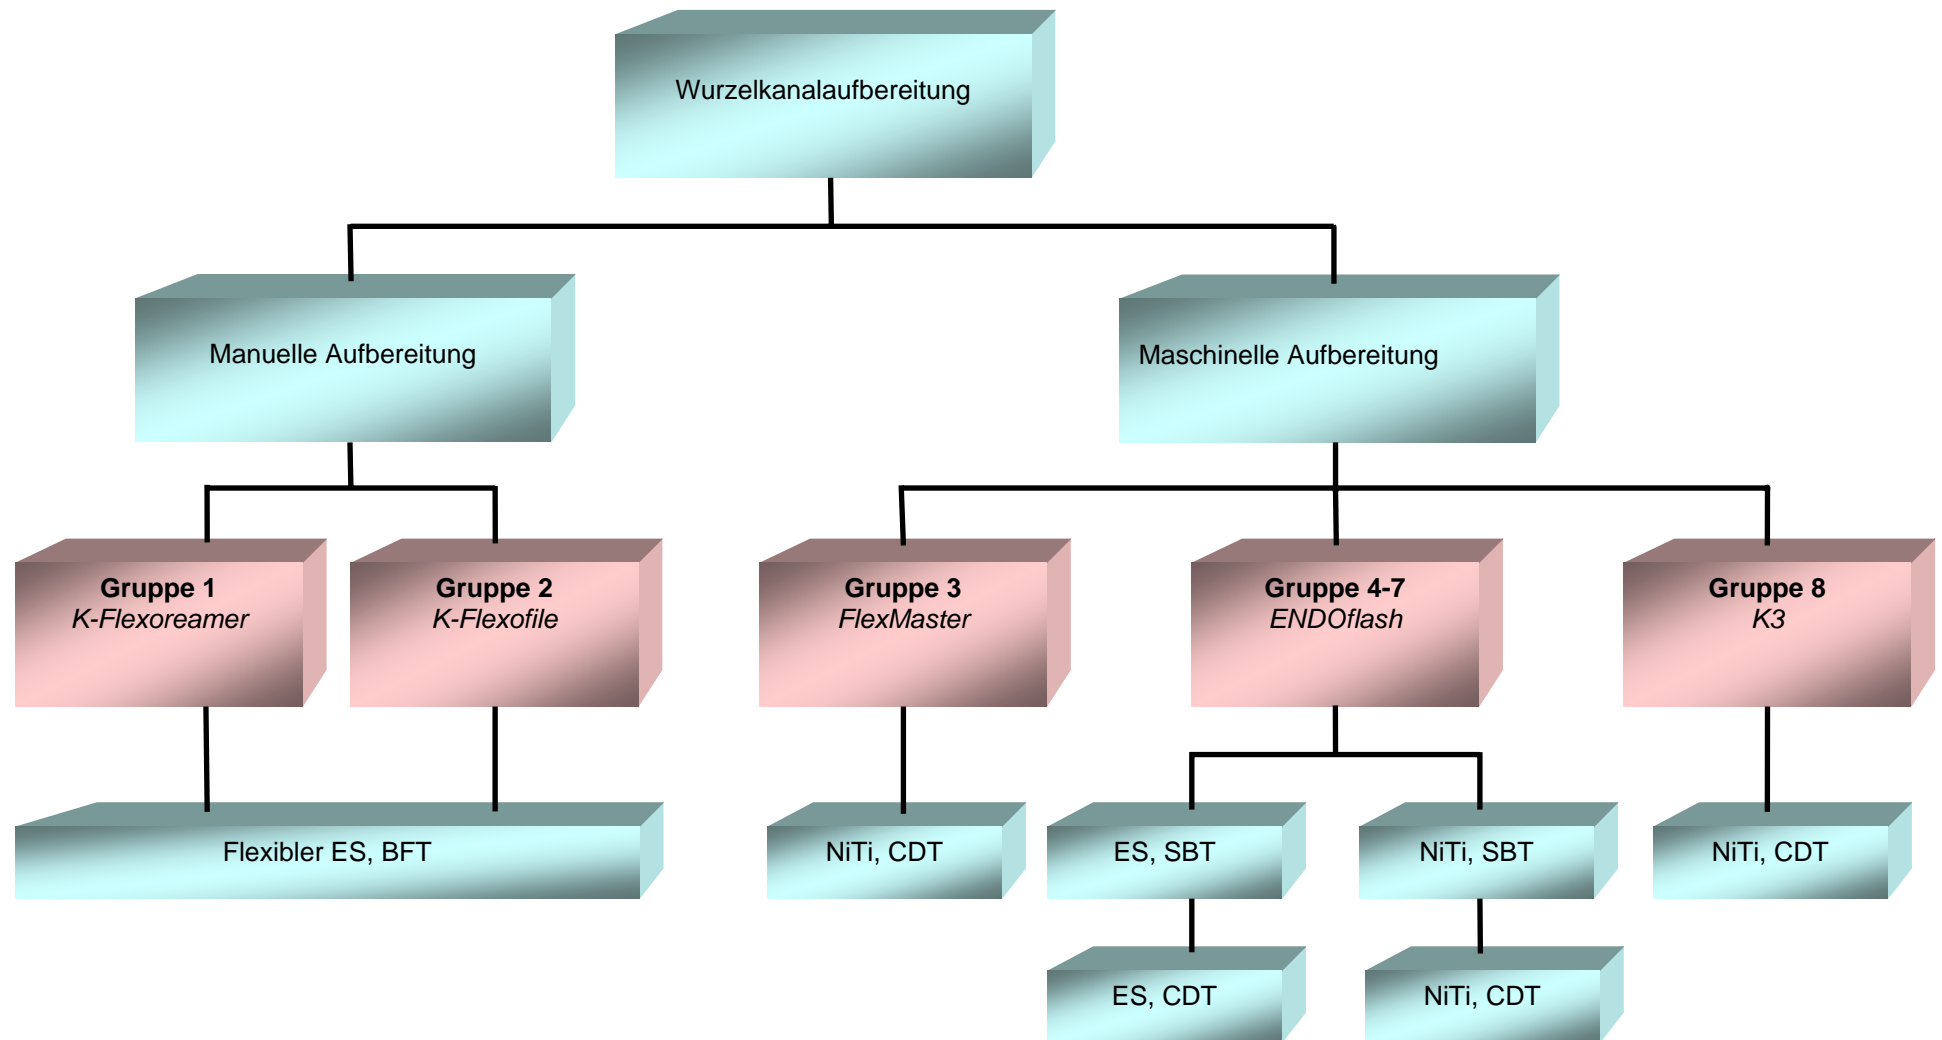 Wurzelkanalaufbereitung
Manuelle Aufbereitung
Maschinelle Aufbereitung
Gruppe 1
K-Flexoreamer
Gruppe 2
K-Flexofile
Gruppe 3
FlexMaster
Gruppe 4-7
ENDOflash
Gruppe 8
K3
Flexibler ES, BFT
NiTi, CDT
ES, SBT
NiTi, SBT
NiTi, CDT
ES, CDT
NiTi, CDT